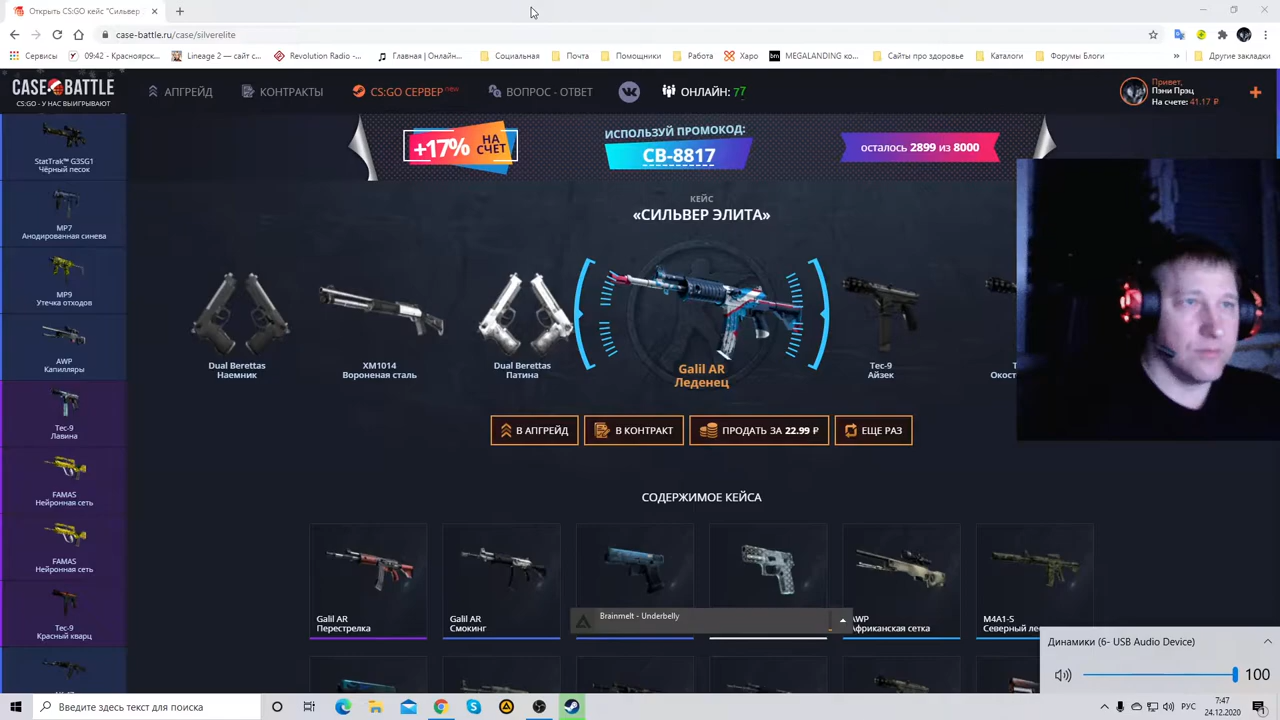 Открыть CS:GO кейс "Сильвер
case-battle.ru/case/silverelite
Сервисы
09:42 - Красноярск...
Lineage 2 — сайт с...
Revolution Radio -...
Главная | Онлайн...
Социальная
Почта
Помощники
Работа
Харо
MEGALANDING ко...
Сайты про здоровье
Каталоги
Форумы Блоги
»
Другие закладки
CASE BATTLE
CS:GO - У НАС ВЫИГРЫВАЮТ
АПГРЕЙД
КОНТРАКТЫ
CS:GO СЕРВЕР new
ВОПРОС - ОТВЕТ
ОНЛАЙН: 77
Привет,
Пэни Прэц
На счете: 41.17 ₽
+17% НА СЧЕТ
ИСПОЛЬЗУЙ ПРОМОКОД:
CB-8817
осталось 2899 из 8000
StatTrak™ G3SG1
Чёрный песок
MP7
Анодированная синева
MP9
Утечка отходов
AWP
Капилляры
Tec-9
Лавина
FAMAS
Нейронная сеть
FAMAS
Нейронная сеть
Tec-9
Красный кварц
КЕЙС
«СИЛЬВЕР ЭЛИТА»
Dual Berettas
Наемник
XM1014
Вороненая сталь
Dual Berettas
Патина
Galil AR
Леденец
Tec-9
Айзек
В АПГРЕЙД
В КОНТРАКТ
ПРОДАТЬ ЗА 22.99 ₽
ЕЩЕ РАЗ
СОДЕРЖИМОЕ КЕЙСА
Galil AR
Перестрелка
Galil AR
Смокинг
Brainmelt - Underbelly
AWP
Африканская сетка
M4A1-S
Северный лес
Динамики (6- USB Audio Device)
100
Введите здесь текст для поиска
РУС
7:47
24.12.2020